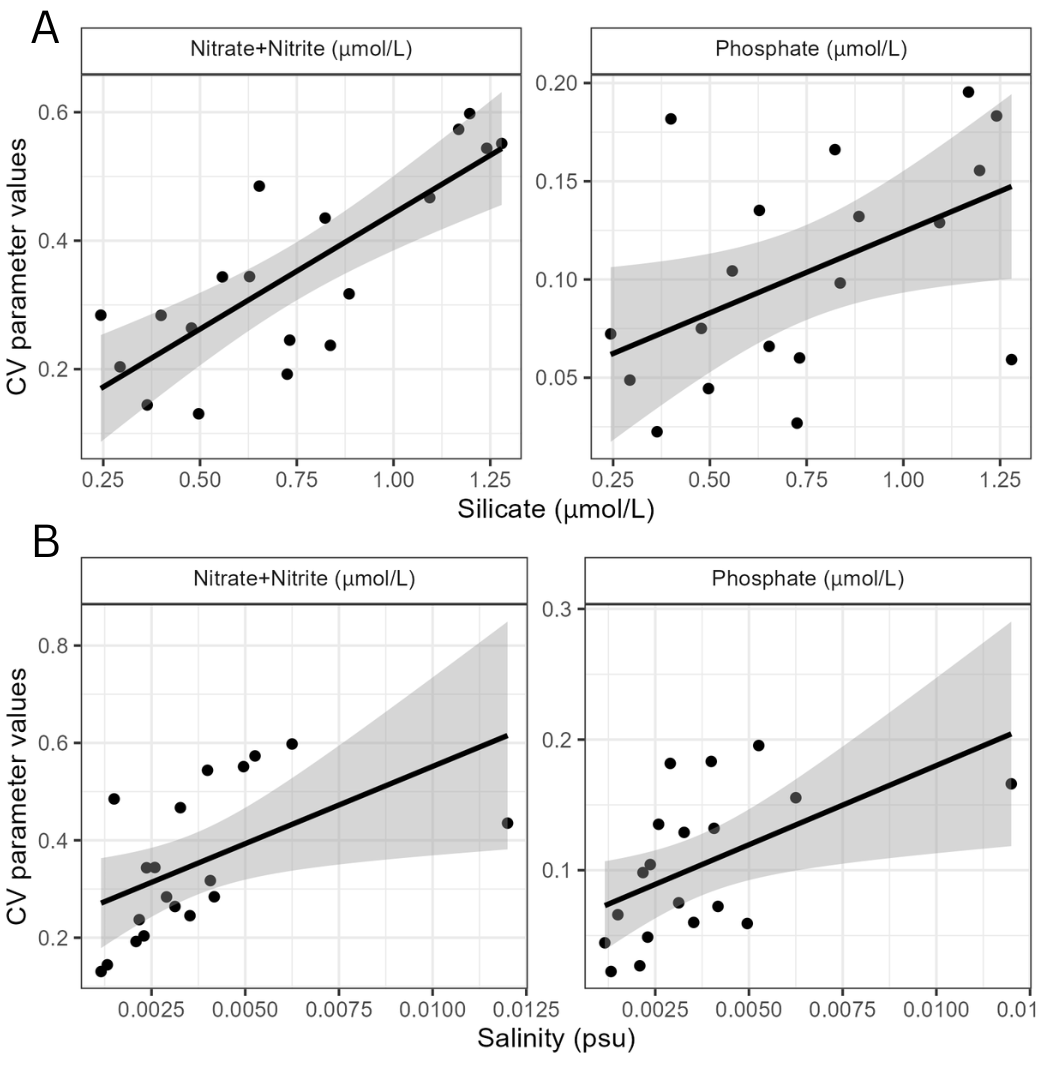 A
Nitrate+Nitrite (µmol/L) Phosphate (µmol/L)
CV parameter values
0.6
0.4
0.2
0.20
0.15
0.10
0.05
0.25 0.50 0.75 1.00 1.25 0.25 0.50 0.75 1.00 1.25
Silicate (µmol/L)
B
Nitrate+Nitrite (µmol/L) Phosphate (µmol/L)
CV parameter values
0.8
0.6
0.4
0.2
0.3
0.2
0.1
0.0025 0.0050 0.0075 0.0100 0.0125 0.0025 0.0050 0.0075 0.0100 0.01
Salinity (psu)